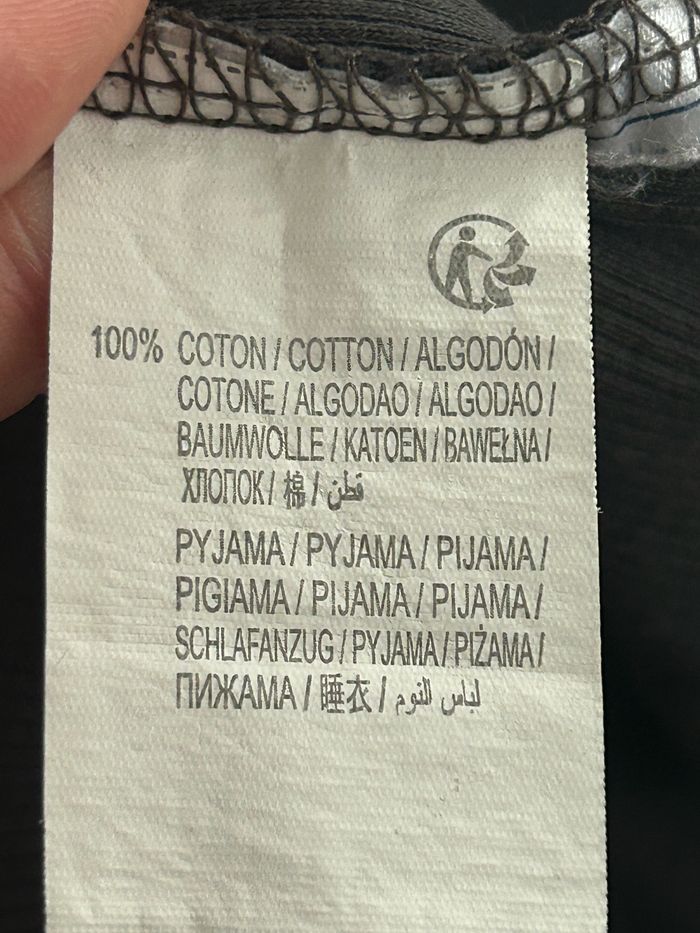 100% COTON / COTTON / ALGODÓN /
COTONE / ALGODAO / ALGODAO /
BAUMWOLLE / KATOEN / BAWEŁNA /
ХЛОПОК / 棉 / قطن
PYJAMA / PYJAMA / PIJAMA /
PIGIAMA / PIJAMA / PIJAMA /
SCHLAFANZUG / PYJAMA / PIŻAMA /
ПИЖАМА / 睡衣 / لباس النوم